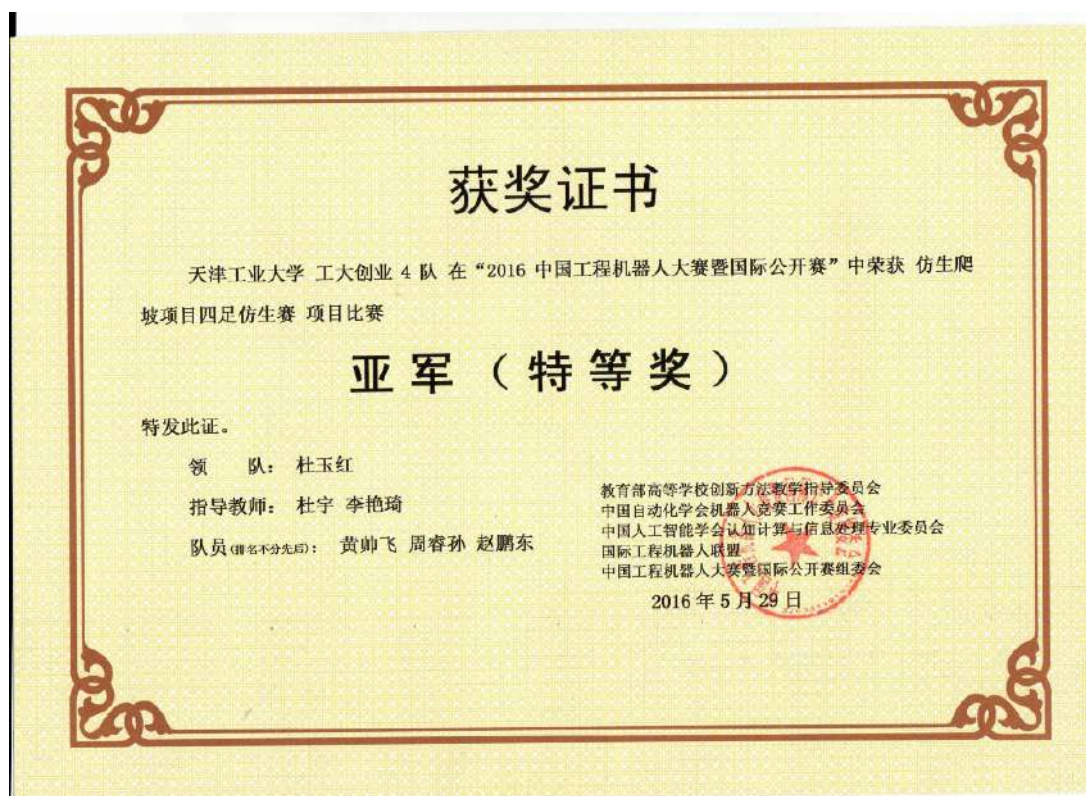 获奖证书
天津工业大学 工大创业 4 队 在“2016 中国工程机器人大赛暨国际公开赛”中荣获 仿生爬
坡项目四足仿生赛 项目比赛
亚军（特等奖）
特发此证。
领 队： 杜玉红
指导教师： 杜宇 李艳琦
队员(排名不分先后)： 黄帅飞 周睿孙 赵鹏东
教育部高等学校创新方法教学指导委员会
中国自动化学会机器人竞赛工作委员会
中国人工智能学会认知计算与信息处理专业委员会
国际工程机器人联盟
中国工程机器人大赛暨国际公开赛组委会
2016 年 5 月 29 日